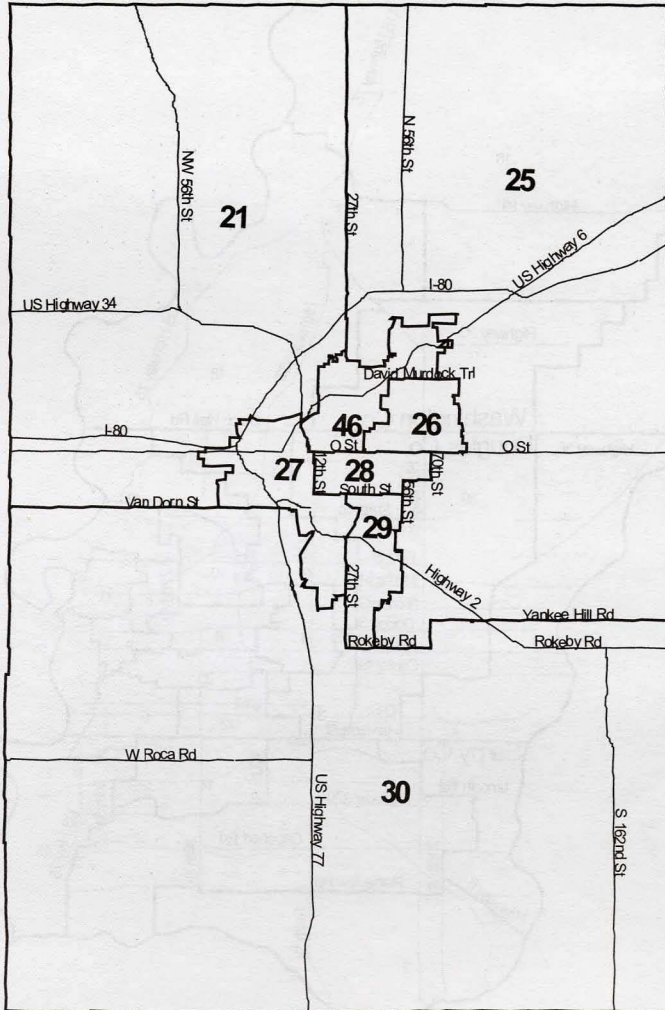 25
21
NW 56th St
N 56th St
27th St
US Highway 6
I-80
US Highway 34
David Murdock Trl
46
26
I-80
O St
O St
27
12th St
28
70th St
South St
56th St
Van Dorn St
29
27th St
Highway 2
Yankee Hill Rd
Rokeby Rd
Rokeby Rd
W Roca Rd
30
US Highway 77
S 162nd St